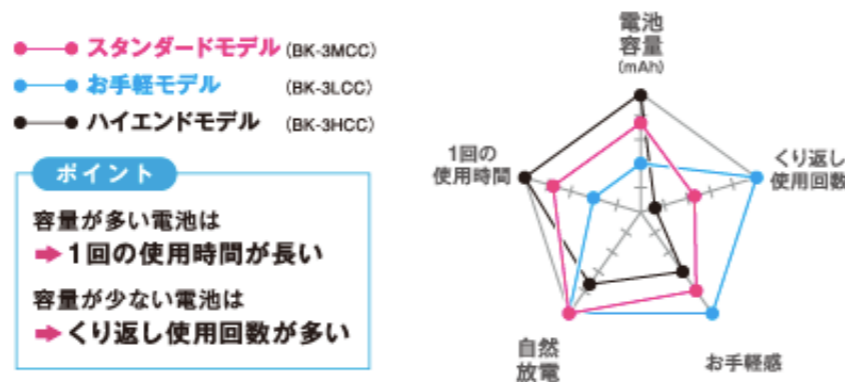 スタンダードモデル (BK-3MCC)
お手軽モデル (BK-3LCC)
ハイエンドモデル (BK-3HCC)
ポイント
容量が多い電池は
➡ 1回の使用時間が長い
容量が少ない電池は
➡ くり返し使用回数が多い
電池
容量
(mAh)
くり返し
使用回数
お手軽感
自然
放電
1回の
使用時間